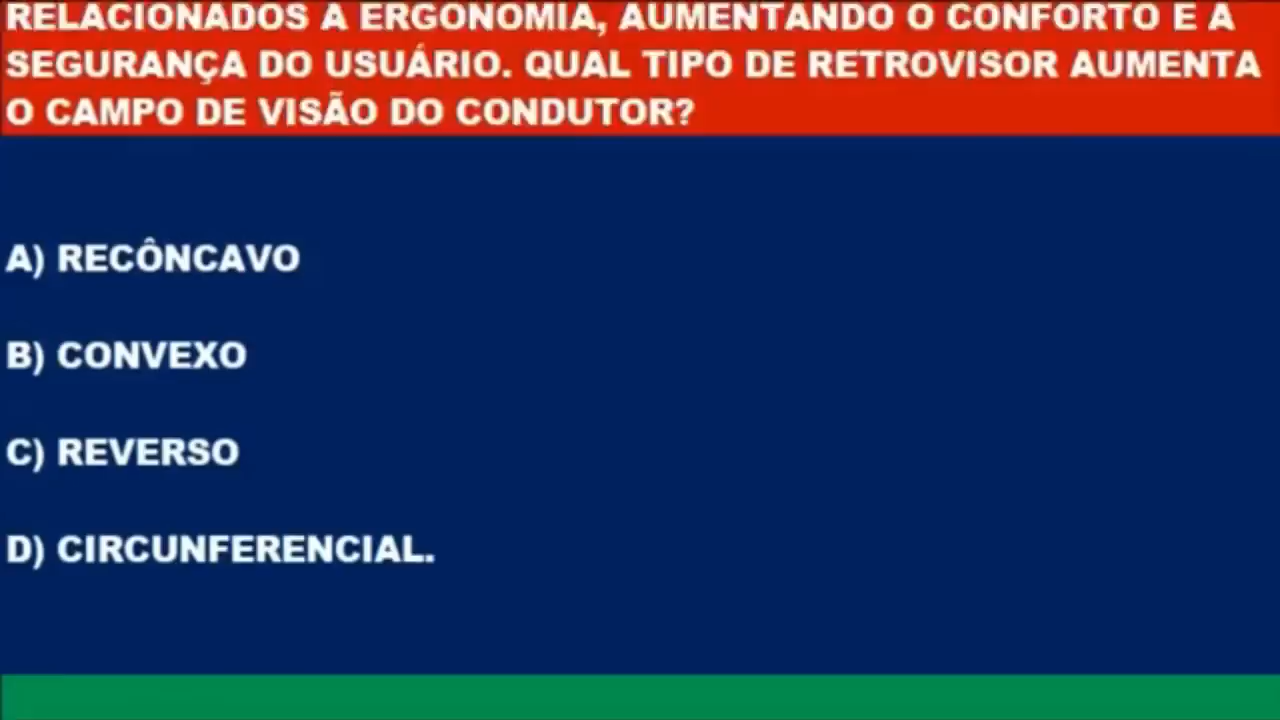 RELACIONADOS A ERGONOMIA, AUMENTANDO O CONFORTO E A
SEGURANÇA DO USUÁRIO. QUAL TIPO DE RETROVISOR AUMENTA
O CAMPO DE VISÃO DO CONDUTOR?
A) RECÔNCAVO
B) CONVEXO
C) REVERSO
D) CIRCUNFERENCIAL.